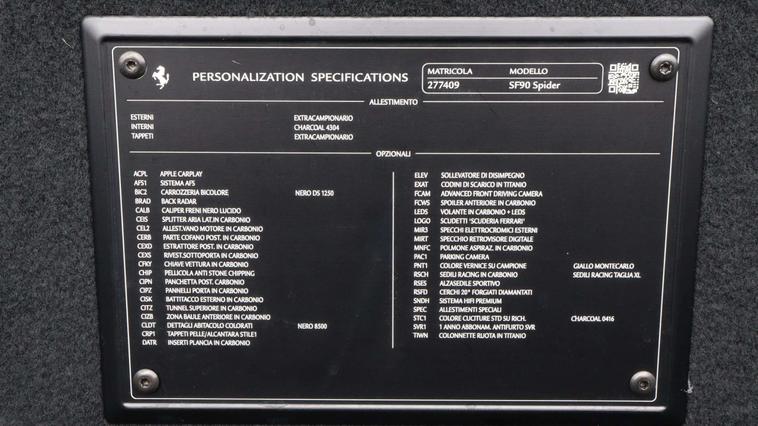 PERSONALIZATION SPECIFICATIONS
MATRICOLA MODELLO
277409 SF90 Spider
ALLESTIMENTO
ESTERNI EXTRACAMPIONARIO
INTERNI CHARCOAL 4304
TAPPETI EXTRACAMPIONARIO
OPZIONALI
ACPL APPLE CARPLAY
AFS1 SISTEMA AFS
BIC2 CARROZZERIA BICOLORE NERO DS 1250
BRAD BACK RADAR
CALB CALIPER FRENI NERO LUCIDO
CEIS SPLITTER ARIA LAT.IN CARBONIO
CEL2 ALLEST.VANO MOTORE IN CARBONIO
CERB PARTE COFANO POST. IN CARBONIO
CEXD ESTRATTORE POST. IN CARBONIO
CEXS RIVEST.SOTTOPORTA IN CARBONIO
CFKY CHIAVE VETTURA IN CARBONIO
CHIP PELLICOLA ANTI STONE CHIPPING
CIPN PANCHETTA POST. CARBONIO
CIPZ PANNELLI PORTA IN CARBONIO
CISK BATTITACCO ESTERNO IN CARBONIO
CITZ TUNNEL SUPERIORE IN CARBONIO
CIZB ZONA BAULE ANTERIORE IN CARBONIO
CLDT DETTAGLI ABITACOLO COLORATI NERO 8500
CRP1 TAPPETI PELLE/ALCANTARA STILE1
DATR INSERTI PLANCIA IN CARBONIO
ELEV SOLLEVATORE DI DISIMPEGNO
EXAT CODINI DI SCARICO IN TITANIO
FCAM ADVANCED FRONT DRIVING CAMERA
FCWS SPOILER ANTERIORE IN CARBONIO
LEDS VOLANTE IN CARBONIO + LEDS
LOGO SCUDETTI "SCUDERIA FERRARI"
MIR3 SPECCHI ELETTROCROMICI ESTERNI
MIRT SPECCHIO RETROVISORE DIGITALE
MNFC POLMONE ASPIRAZ. IN CARBONIO
PAC1 PARKING CAMERA
PNT1 COLORE VERNICE SU CAMPIONE GIALLO MONTECARLO
RSCH SEDILI RACING IN CARBONIO SEDILI RACING TAGLIA XL
RSES ALZASEDILE SPORTIVO
RSFD CERCHI 20" FORGIATI DIAMANTATI
SNDH SISTEMA HIFI PREMIUM
SPEC ALLESTIMENTI SPECIALI
STC1 COLORE CUCITURE STD SU RICH. CHARCOAL 0416
SVR1 1 ANNO ABBONAM. ANTIFURTO SVR
TIWN COLONNETTE RUOTA IN TITANIO